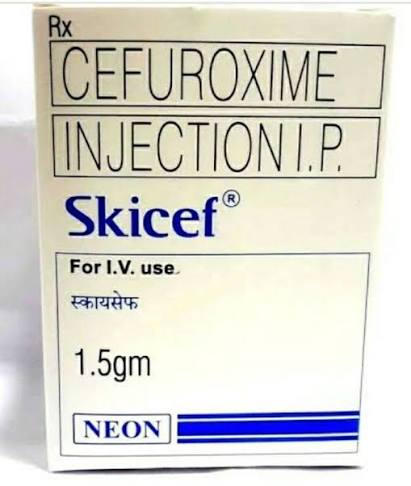 Rx
CEFUROXIME
INJECTION I.P.
Skicef®
For I.V. use.
स्कायसेफ
1.5gm
NEON